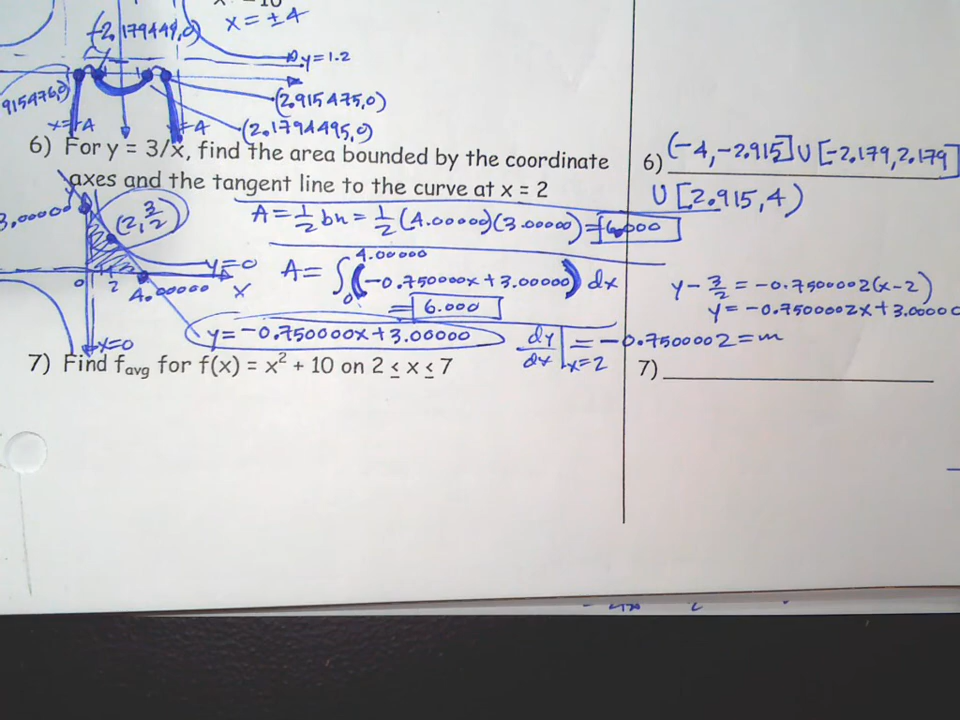 x = ±4
(-2.179449,0)
y=1.2
915476,0)
(2.915475,0)
x=-4
(2.1794495,0)
6) For y = 3/x, find the area bounded by the coordinate
axes and the tangent line to the curve at x = 2
6) (-4,-2.915] U [-2.179,2.179]
U [2.915,4)
3.00000
(2, 3/2)
A = 1/2 bh = 1/2 (4.00000)(3.00000) = 6.000
y=0
x
0
2
4.00000
A = ∫₀^4.00000 (-0.750000x+3.00000) dx
= 6.000
y - 3/2 = -0.7500002(x-2)
y = -0.7500002x+3.0000
y = -0.750000x+3.00000
dy/dx |x=2 = -0.7500002 = m
x=0
7) Find favg for f(x) = x² + 10 on 2 ≤ x ≤ 7
7)